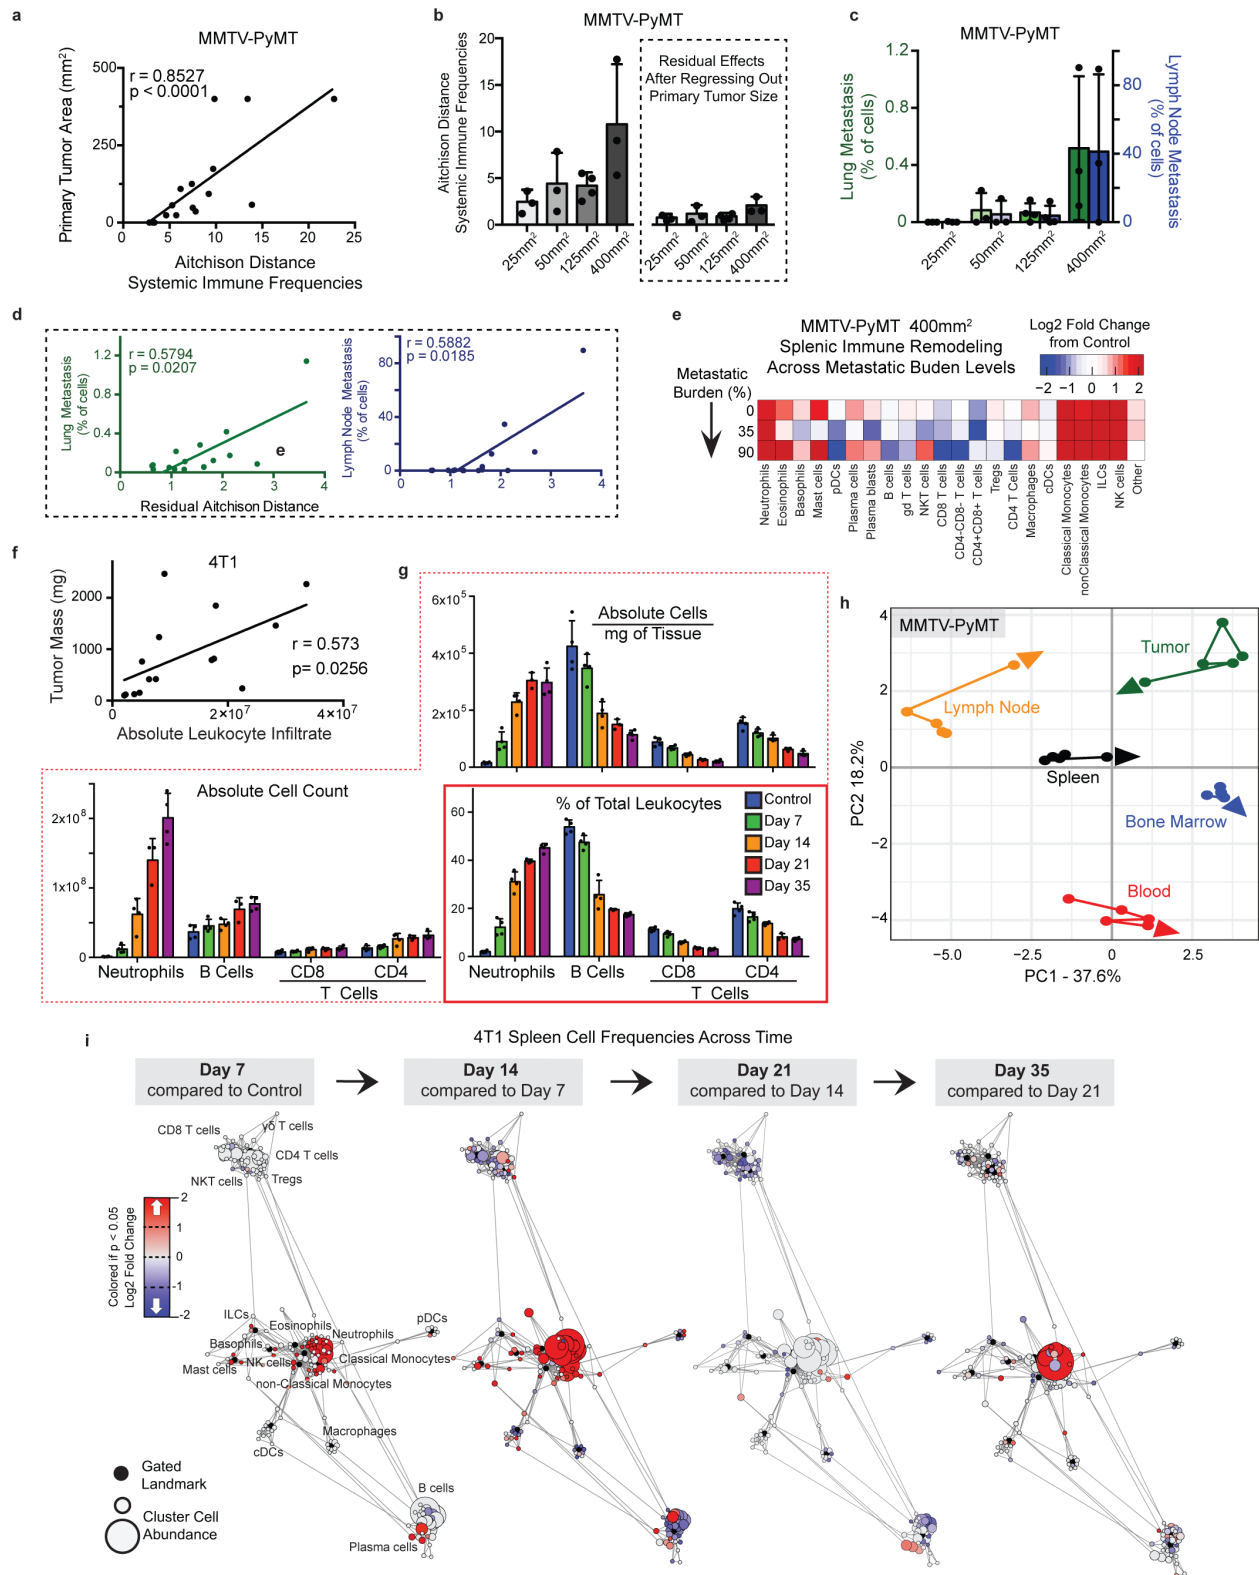 a
MMTV-PyMT
Primary Tumor Area (mm²)
500
250
0
r = 0.8527
p < 0.0001
0
5
10
15
20
25
Aitchison Distance
Systemic Immune Frequencies
b
MMTV-PyMT
Aitchison Distance
Systemic Immune Frequencies
20
15
10
5
0
Residual Effects
After Regressing Out
Primary Tumor Size
25mm²
50mm²
125mm²
400mm²
25mm²
50mm²
125mm²
400mm²
c
MMTV-PyMT
Lung Metastasis
(% of cells)
1.2
0.8
0.4
0
80
40
0
Lymph Node Metastasis
(% of cells)
25mm²
50mm²
125mm²
400mm²
d
Lung Metastasis
(% of cells)
1.2
0.8
0.4
0
r = 0.5794
p = 0.0207
e
0
1
2
3
4
Residual Aitchison Distance
Lymph Node Metastasis
(% of cells)
80
40
0
r = 0.5882
p = 0.0185
0
1
2
3
4
e
MMTV-PyMT 400mm²
Splenic Immune Remodeling
Across Metastatic Buden Levels
Log2 Fold Change
from Control
−2 −1 0 1 2
Metastatic
Burden (%)
0
35
90
Neutrophils
Eosinophils
Basophils
Mast cells
pDCs
Plasma cells
Plasma blasts
B cells
gd T cells
NKT cells
CD8 T cells
CD4-CD8- T cells
CD4+CD8+ T cells
Tregs
CD4 T Cells
Macrophages
cDCs
Classical Monocytes
nonClassical Monocytes
ILCs
NK cells
Other
f
4T1
Tumor Mass (mg)
2000
1000
0
r = 0.573
p= 0.0256
0
2×10⁷
4×10⁷
Absolute Leukocyte Infiltrate
g
Absolute Cells
mg of Tissue
6x10⁵
4x10⁵
2x10⁵
0
Absolute Cell Count
2x10⁸
1x10⁸
0
Neutrophils
B Cells
CD8
CD4
T Cells
% of Total Leukocytes
60
40
20
0
Control
Day 7
Day 14
Day 21
Day 35
Neutrophils
B Cells
CD8
CD4
T Cells
h
MMTV-PyMT
PC2 18.2%
4
2
0
−2
−4
Tumor
Lymph Node
Spleen
Bone Marrow
Blood
−5.0
−2.5
0
2.5
PC1 - 37.6%
i
4T1 Spleen Cell Frequencies Across Time
Day 7
compared to Control
Day 14
compared to Day 7
Day 21
compared to Day 14
Day 35
compared to Day 21
CD8 T cells
γδ T cells
CD4 T cells
NKT cells
Tregs
Colored if p < 0.05
Log2 Fold Change
2
1
0
-1
-2
ILCs
Eosinophils
Neutrophils
pDCs
Basophils
Classical Monocytes
Mast cells
NK cells
non-Classical Monocytes
Macrophages
cDCs
B cells
Plasma cells
Gated
Landmark
Cluster Cell
Abundance